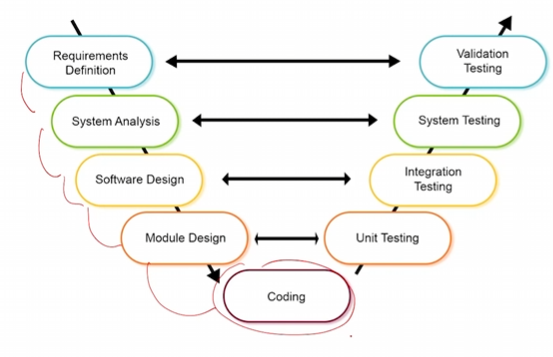 Requirements
Definition
Validation
Testing
System Analysis
System Testing
Software Design
Integration
Testing
Module Design
Unit Testing
Coding